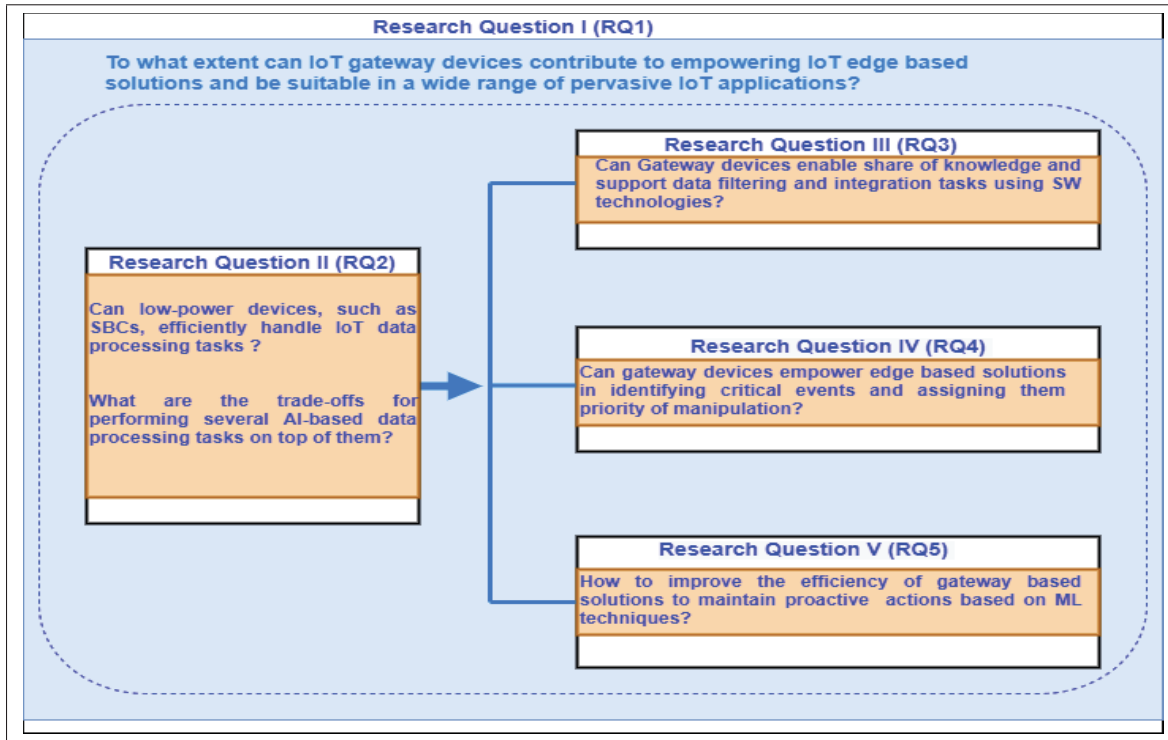 Research Question I (RQ1)
To what extent can IoT gateway devices contribute to empowering IoT edge based
solutions and be suitable in a wide range of pervasive IoT applications?
Research Question II (RQ2)
Can low-power devices, such as
SBCs, efficiently handle IoT data
processing tasks ?
What are the trade-offs for
performing several AI-based data
processing tasks on top of them?
Research Question III (RQ3)
Can Gateway devices enable share of knowledge and
support data filtering and integration tasks using SW
technologies?
Research Question IV (RQ4)
Can gateway devices empower edge based solutions
in identifying critical events and assigning them
priority of manipulation?
Research Question V (RQ5)
How to improve the efficiency of gateway based
solutions to maintain proactive actions based on ML
techniques?